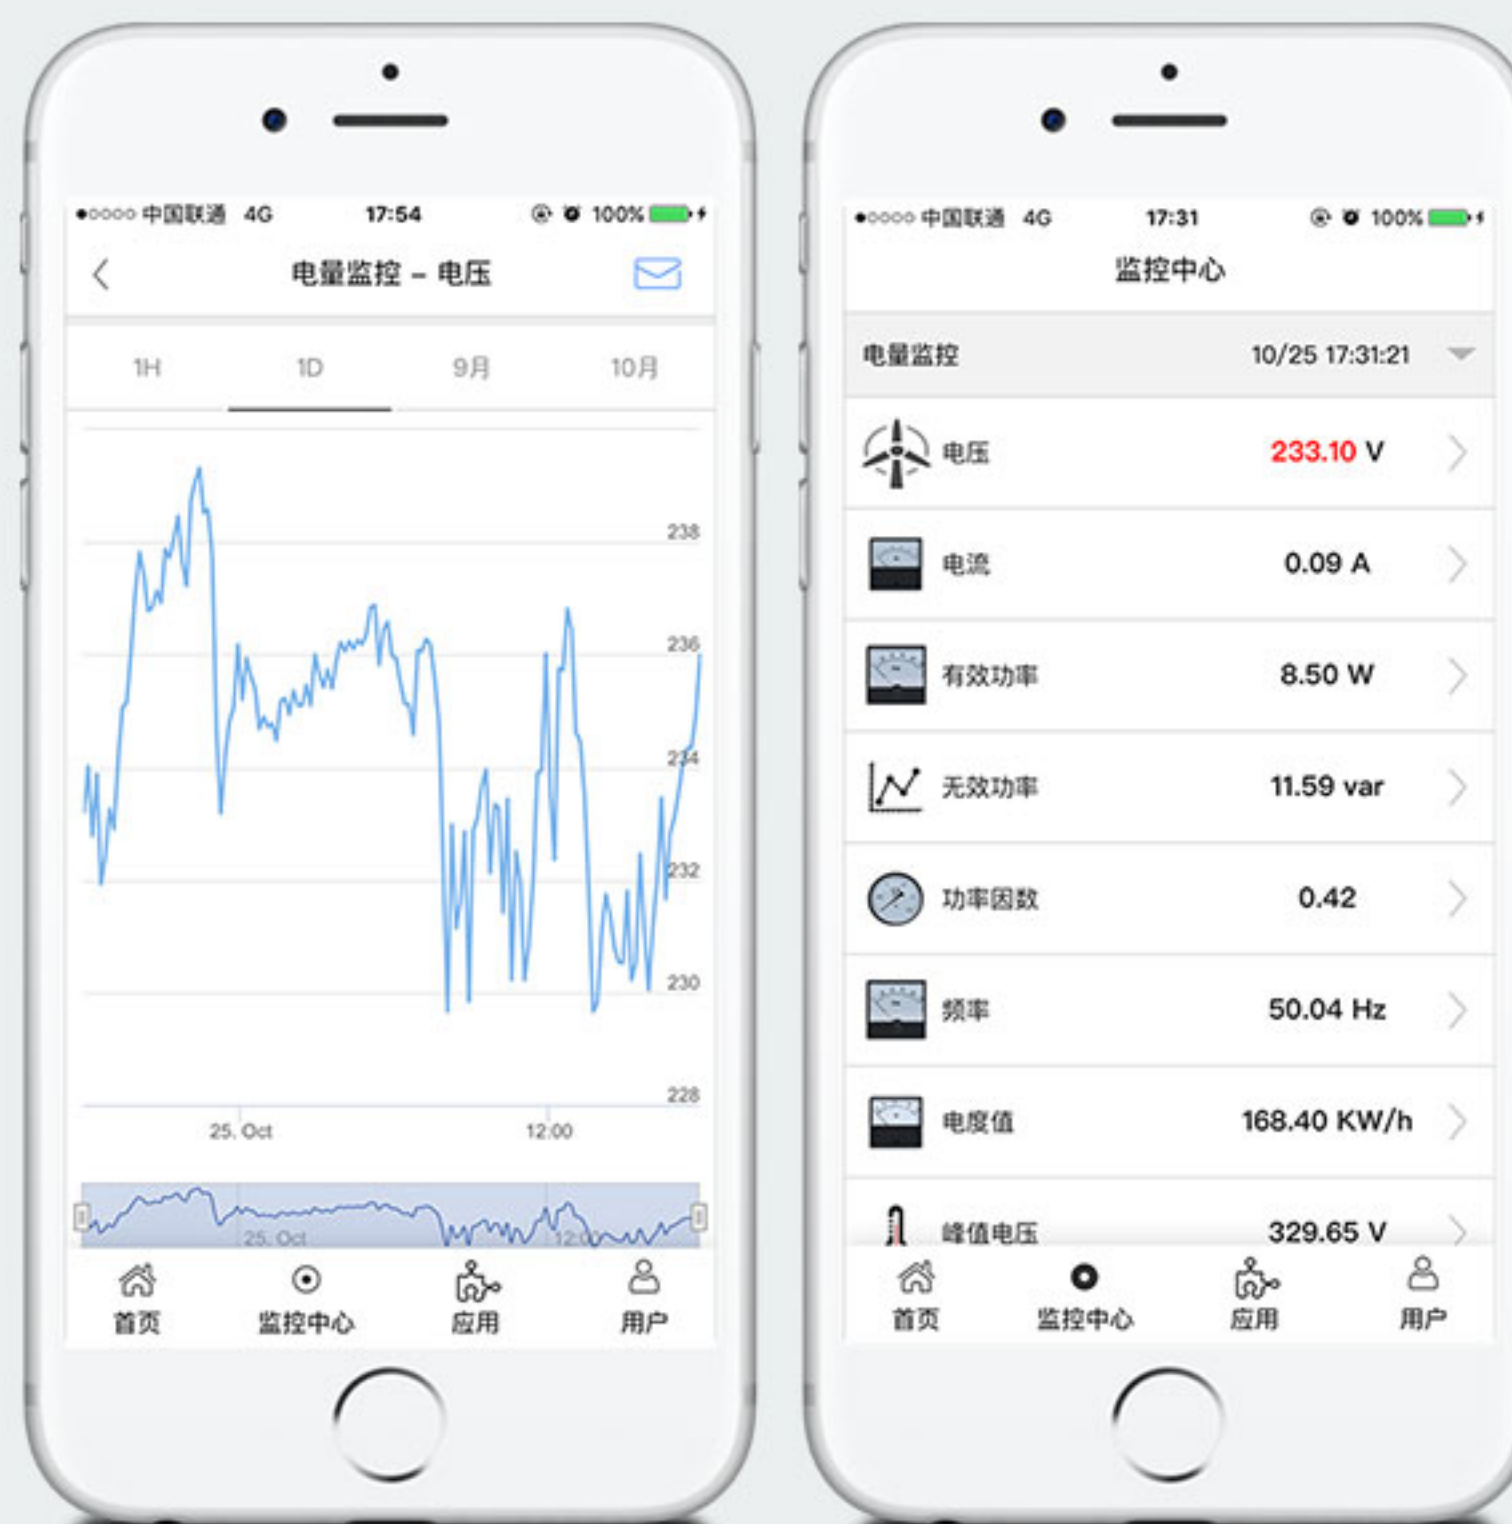 中国联通 4G 17:54 100%
电量监控 – 电压
1H 1D 9月 10月
238
236
234
232
230
228
25. Oct 12:00
25. Oct 12:00
首页 监控中心 应用 用户
中国联通 4G 17:31 100%
监控中心
电量监控 10/25 17:31:21
电压 233.10 V
电流 0.09 A
有效功率 8.50 W
无效功率 11.59 var
功率因数 0.42
频率 50.04 Hz
电度值 168.40 KW/h
峰值电压 329.65 V
首页 监控中心 应用 用户